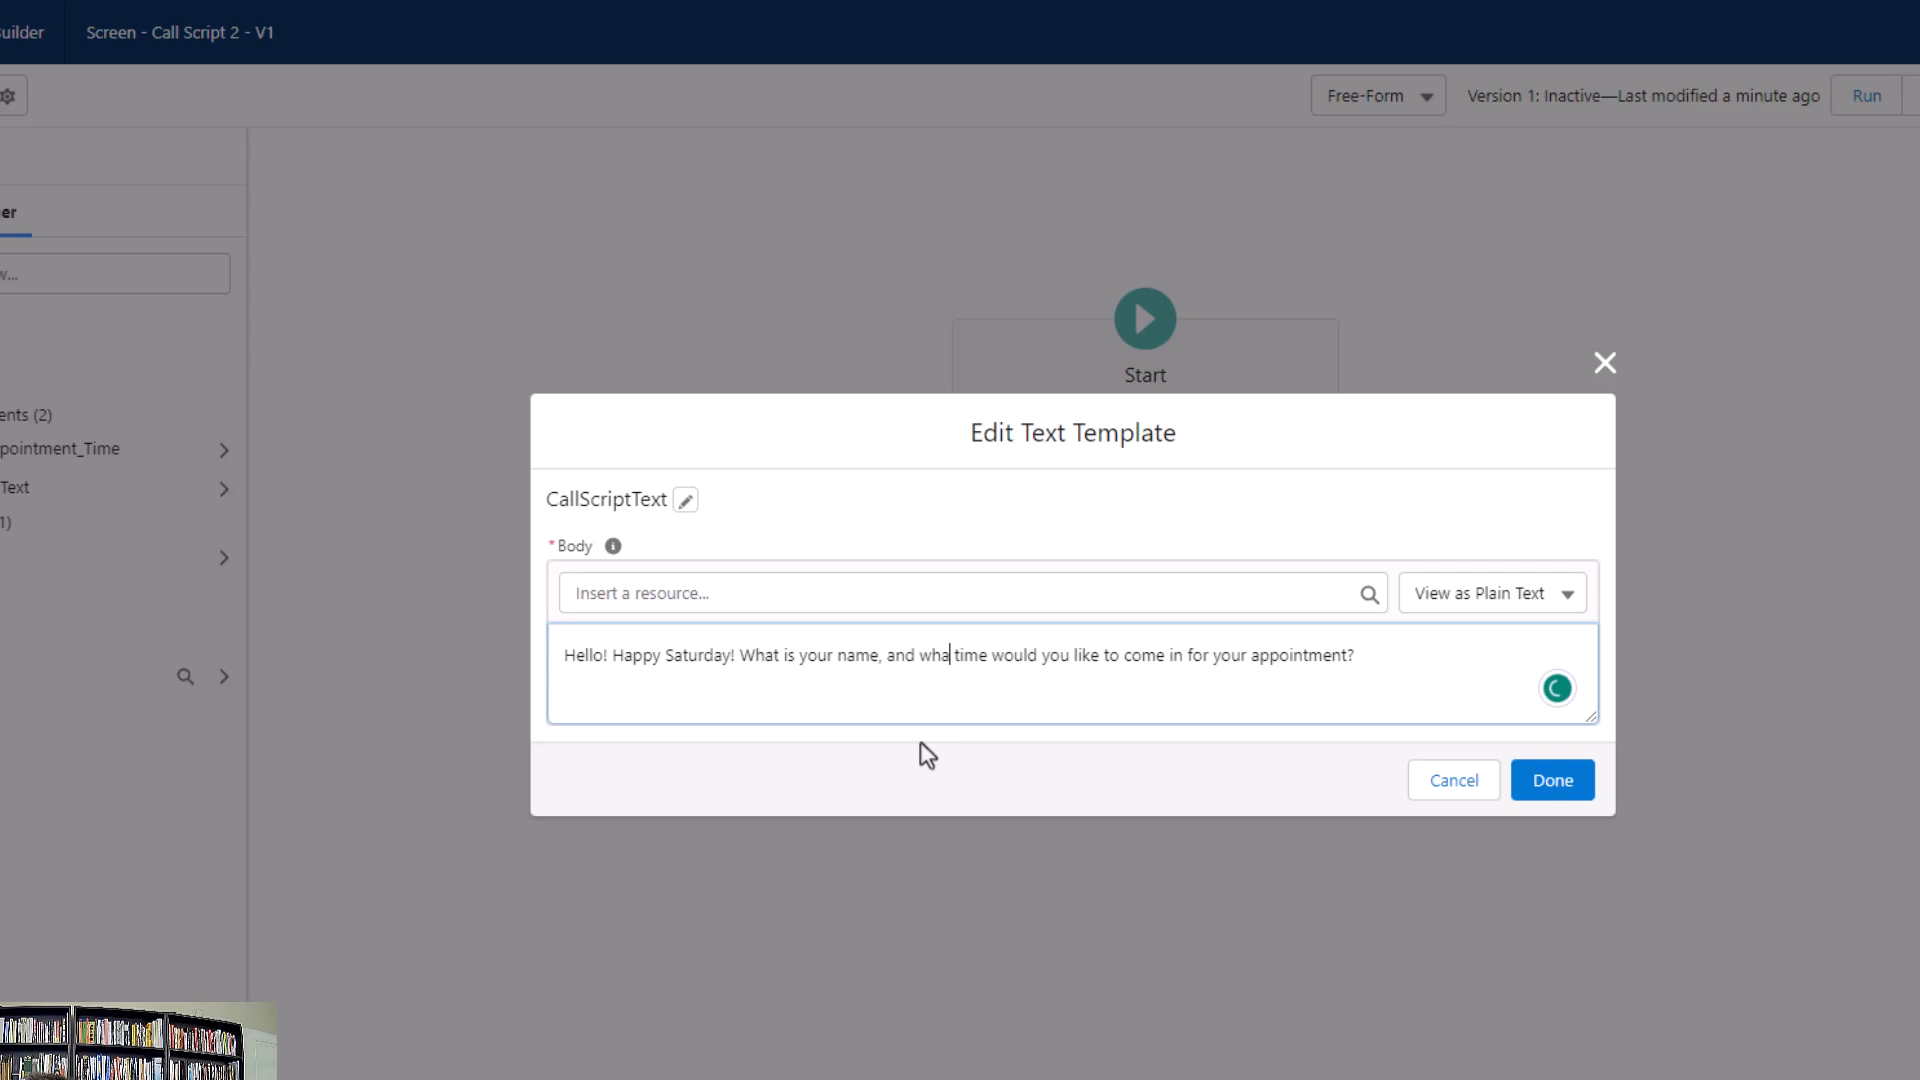 uilder
Screen - Call Script 2 - V1
Free-Form
Version 1: Inactive—Last modified a minute ago
Run
er
w...
Start
ents (2)
pointment_Time
Text
1)
Edit Text Template
CallScriptText
* Body
Insert a resource...
View as Plain Text
Hello! Happy Saturday! What is your name, and wha time would you like to come in for your appointment?
Cancel
Done